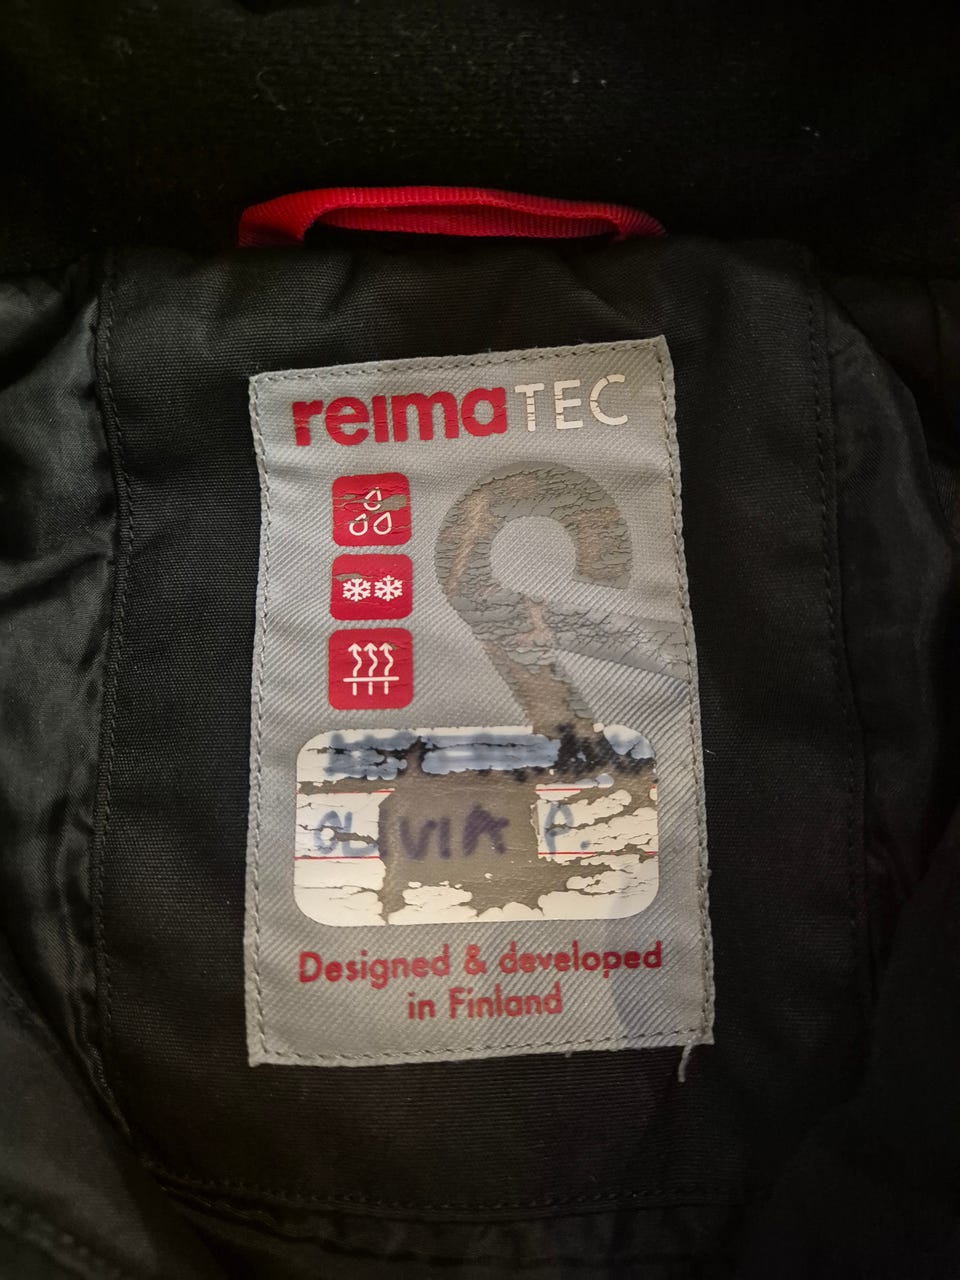 reimaTEC
OLIVIA P.
Designed & developed
in Finland